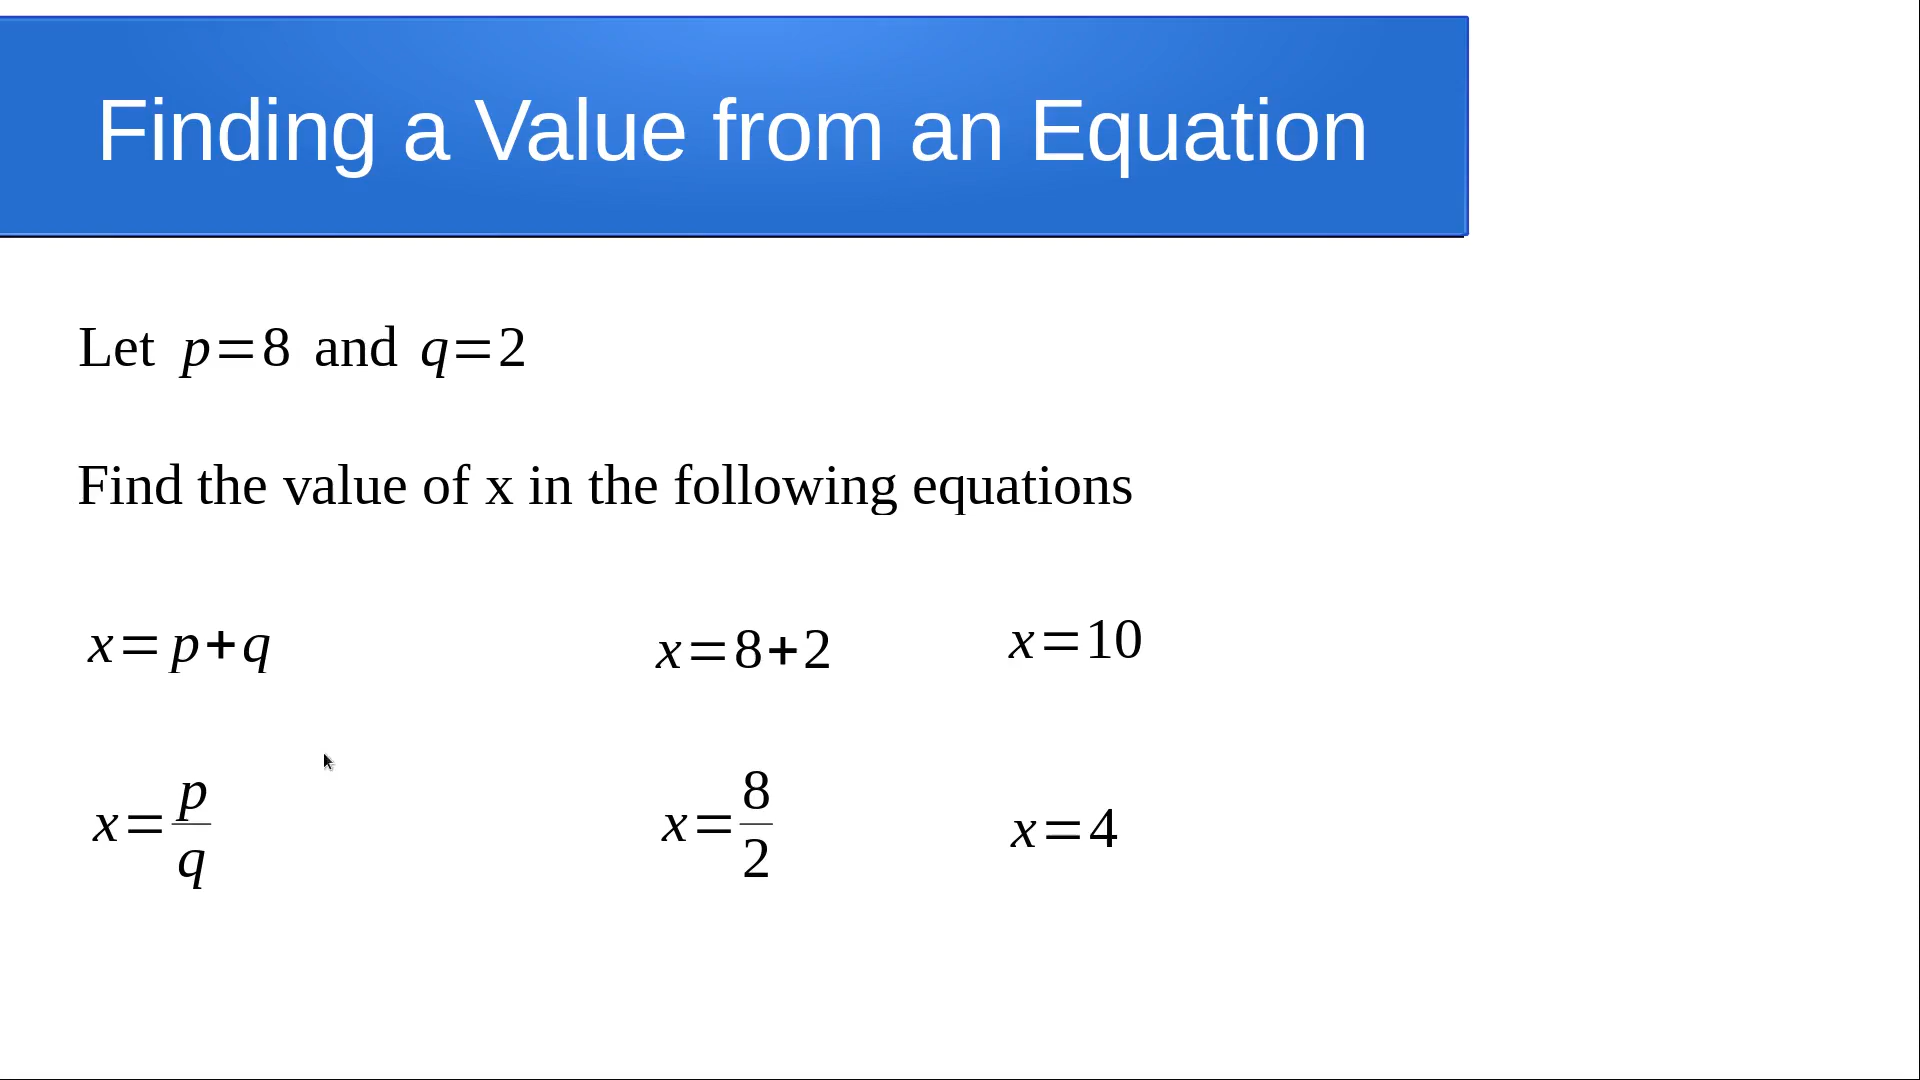 Finding a Value from an Equation
Let p=8 and q=2
Find the value of x in the following equations
x=p+q x=8+2 x=10
x=p/q x=8/2 x=4